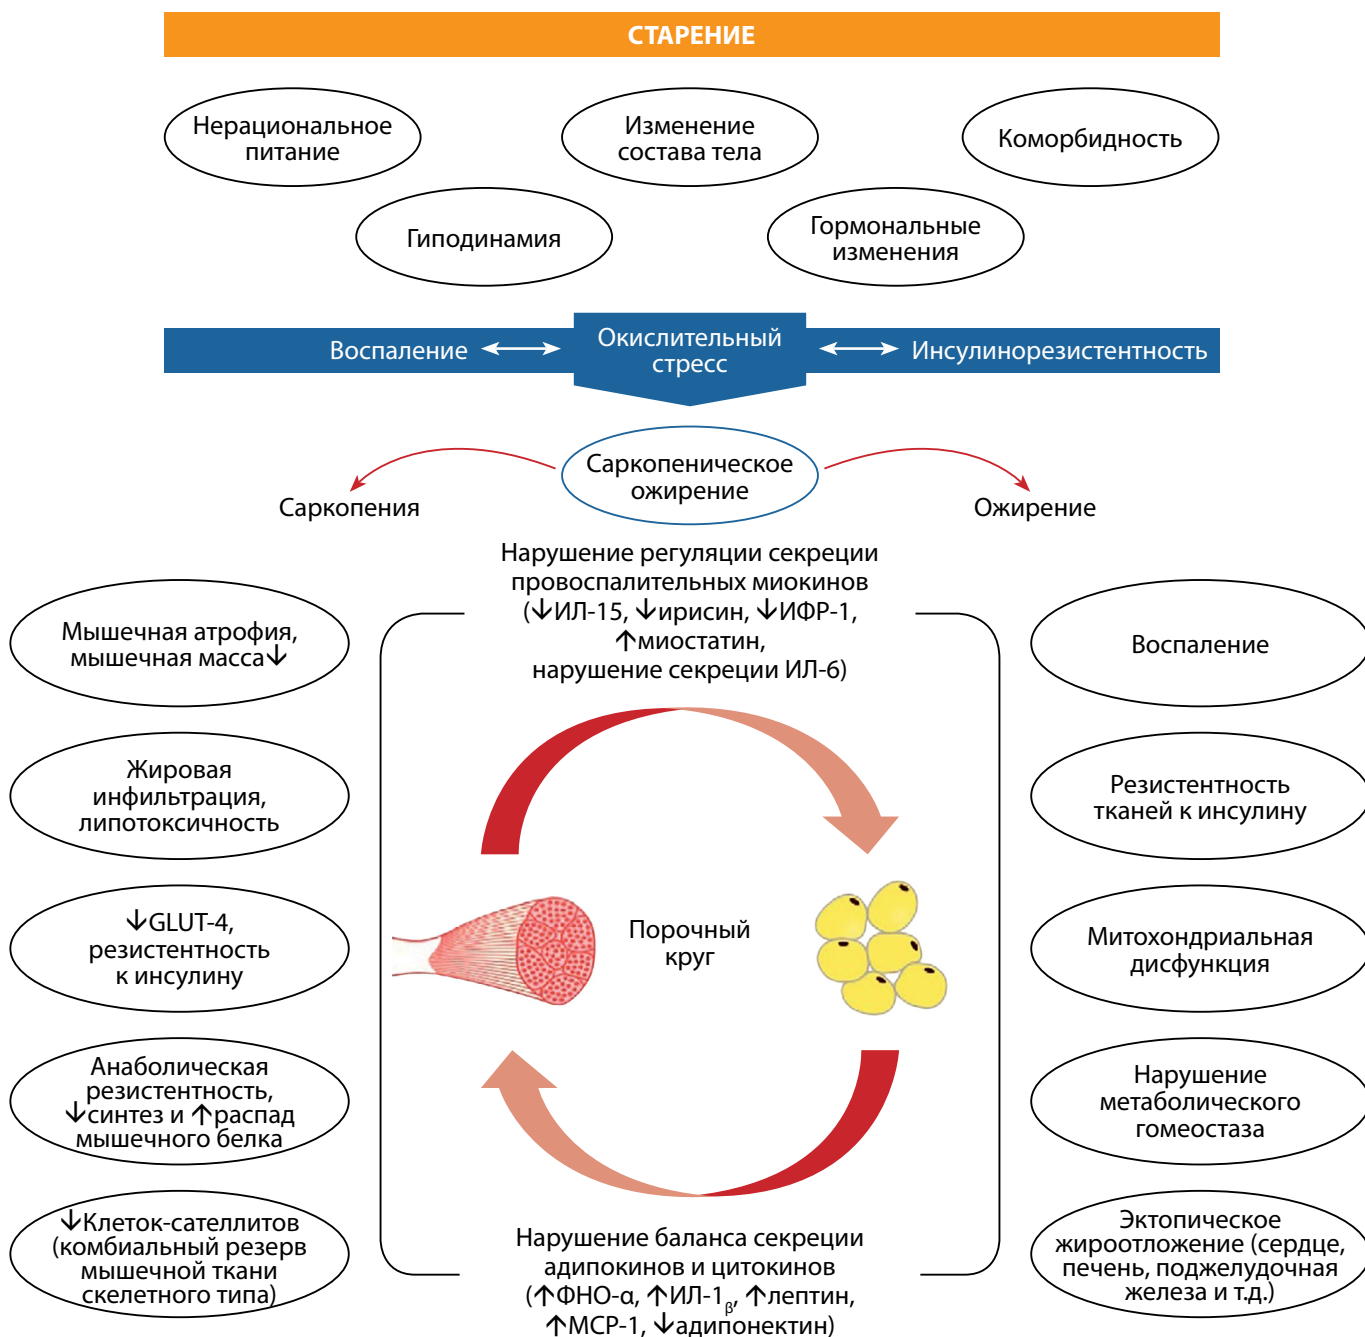 СТАРЕНИЕ
Нерациональное
питание
Изменение
состава тела
Коморбидность
Гиподинамия
Гормональные
изменения
Воспаление
Окислительный
стресс
Инсулинорезистентность
Саркопеническое
ожирение
Саркопения
Ожирение
Нарушение регуляции секреции
провоспалительных миокинов
(↓ИЛ-15, ↓ирисин, ↓ИФР-1,
↑миостатин,
нарушение секреции ИЛ-6)
Мышечная атрофия,
мышечная масса↓
Жировая
инфильтрация,
липотоксичность
↓GLUT-4,
резистентность
к инсулину
Анаболическая
резистентность,
↓синтез и ↑распад
мышечного белка
↓Клеток-сателлитов
(комбиальный резерв
мышечной ткани
скелетного типа)
Порочный
круг
Воспаление
Резистентность
тканей к инсулину
Митохондриальная
дисфункция
Нарушение
метаболического
гомеостаза
Эктопическое
жироотложение (сердце,
печень, поджелудочная
железа и т.д.)
Нарушение баланса секреции
адипокинов и цитокинов
(↑ФНО-α, ↑ИЛ-1β, ↑лептин,
↑МСР-1, ↓адипонектин)